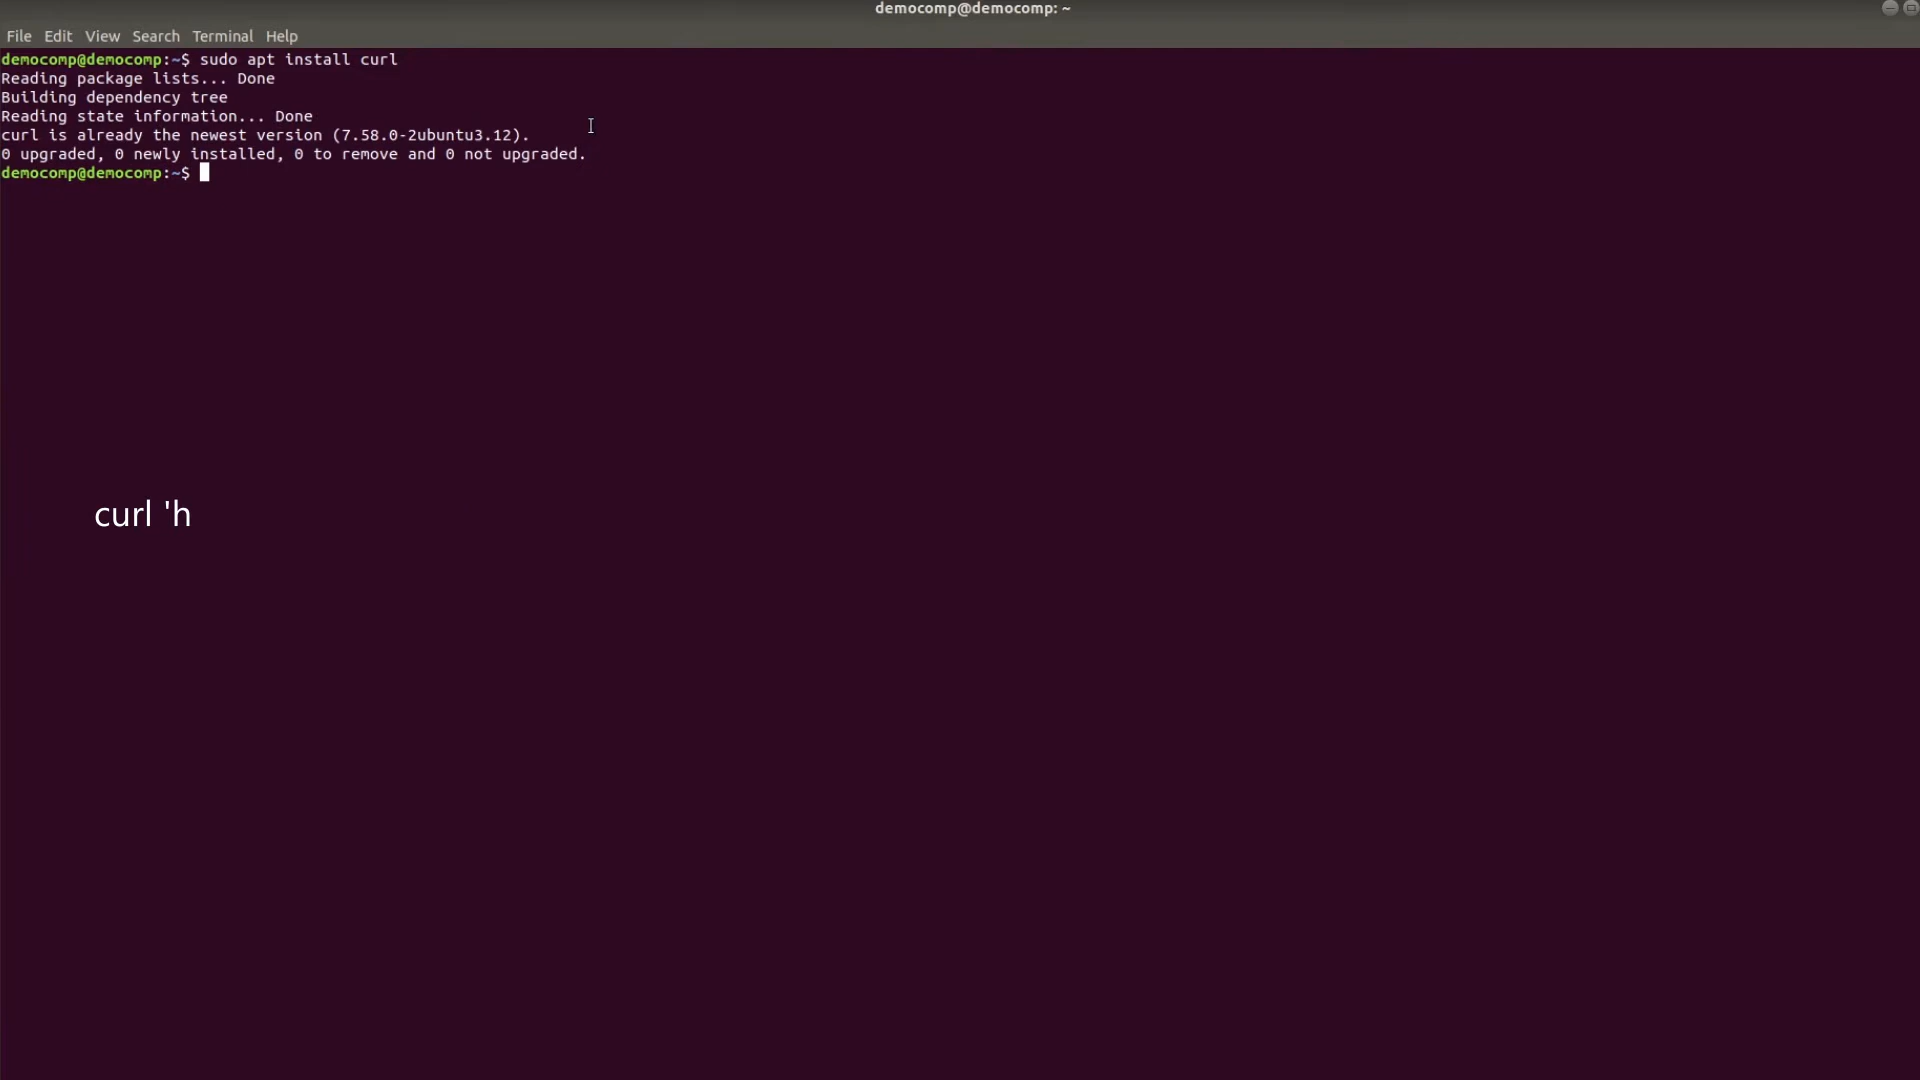 democomp@democomp: ~
File Edit View Search Terminal Help
democomp@democomp:~$ sudo apt install curl
Reading package lists... Done
Building dependency tree
Reading state information... Done
curl is already the newest version (7.58.0-2ubuntu3.12).
0 upgraded, 0 newly installed, 0 to remove and 0 not upgraded.
democomp@democomp:~$
curl 'h